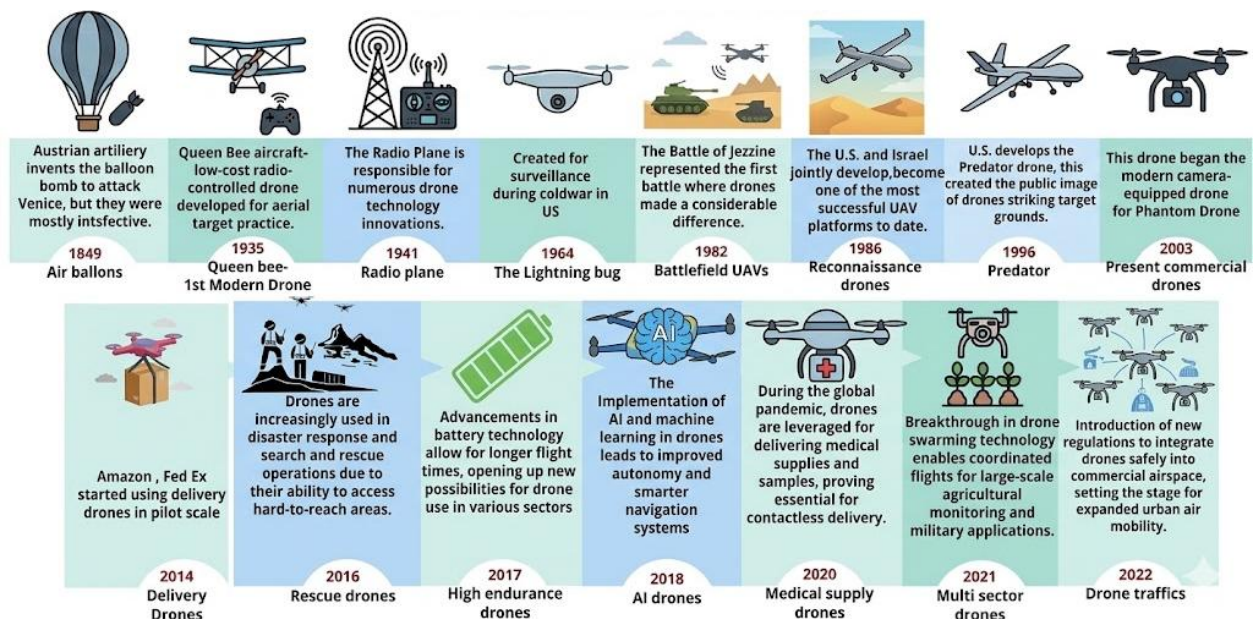 Austrian artiliery
invents the balloon
bomb to attack
Venice, but they were
mostly intsfective.
1849
Air ballons
Queen Bee aircraft-
low-cost radio-
controlled drone
developed for aerial
target practice.
1935
Queen bee-
1st Modern Drone
The Radio Plane is
responsible for
numerous drone
technology
innovations.
1941
Radio plane
Created for
surveillance
during coldwar in
US
1964
The Lightning bug
The Battle of Jezzine
represented the first
battle where drones
made a considerable
difference.
1982
Battlefield UAVs
The U.S. and Israel
jointly develop,become
one of the most
successful UAV
platforms to date.
1986
Reconnaissance
drones
U.S. develops the
Predator drone, this
created the public image
of drones striking target
grounds.
1996
Predator
This drone began the
modern camera-
equipped drone
for Phantom Drone
2003
Present commercial
drones
Amazon , Fed Ex
started using delivery
drones in pilot scale
2014
Delivery
Drones
Drones are
increasingly used in
disaster response and
search and rescue
operations due to
their ability to access
hard-to-reach areas.
2016
Rescue drones
Advancements in
battery technology
allow for longer flight
times, opening up new
possibilities for drone
use in various sectors
2017
High endurance
drones
AI
The
Implementation of
AI and machine
learning in drones
leads to improved
autonomy and
smarter
navigation
systems
2018
AI drones
During the global
pandemic, drones
are leveraged for
delivering medical
supplies and
samples, proving
essential for
contactless delivery.
2020
Medical supply
drones
Breakthrough in drone
swarming technology
enables coordinated
flights for large-scale
agricultural
monitoring and
military applications.
2021
Multi sector
drones
Introduction of new
regulations to integrate
drones safely into
commercial airspace,
setting the stage for
expanded urban air
mobility.
2022
Drone traffics